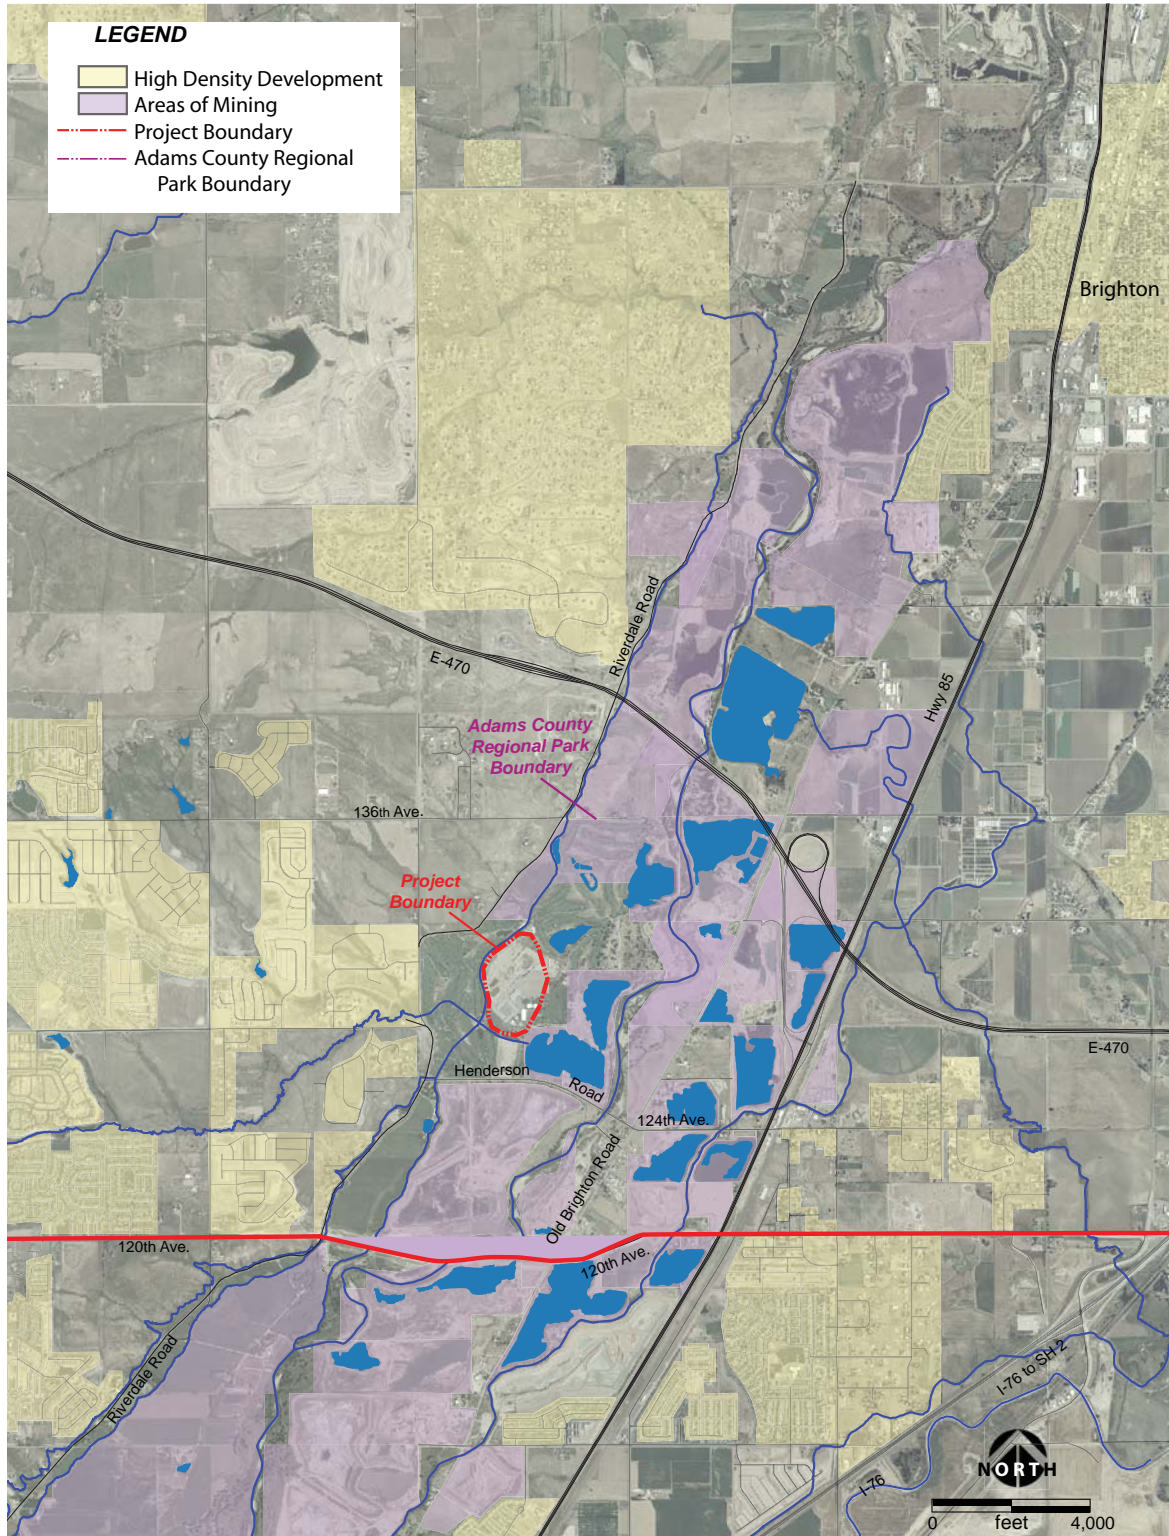 LEGEND
High Density Development
Areas of Mining
Project Boundary
Adams County Regional
Park Boundary
Brighton
Riverdale Road
E-470
Hwy 85
Adams County
Regional Park
Boundary
136th Ave.
Project
Boundary
E-470
Henderson
Road
124th Ave.
Old Brighton Road
120th Ave.
120th Ave.
Riverdale Road
I-76 to SH-2
I-76
NORTH
0 feet 4,000